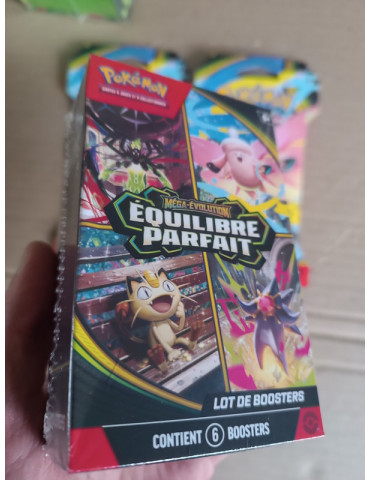 POKÉMON
MÉGA-ÉVOLUTION
ÉQUILIBRE
PARFAIT
LOT DE BOOSTERS
CONTIENT 6 BOOSTERS